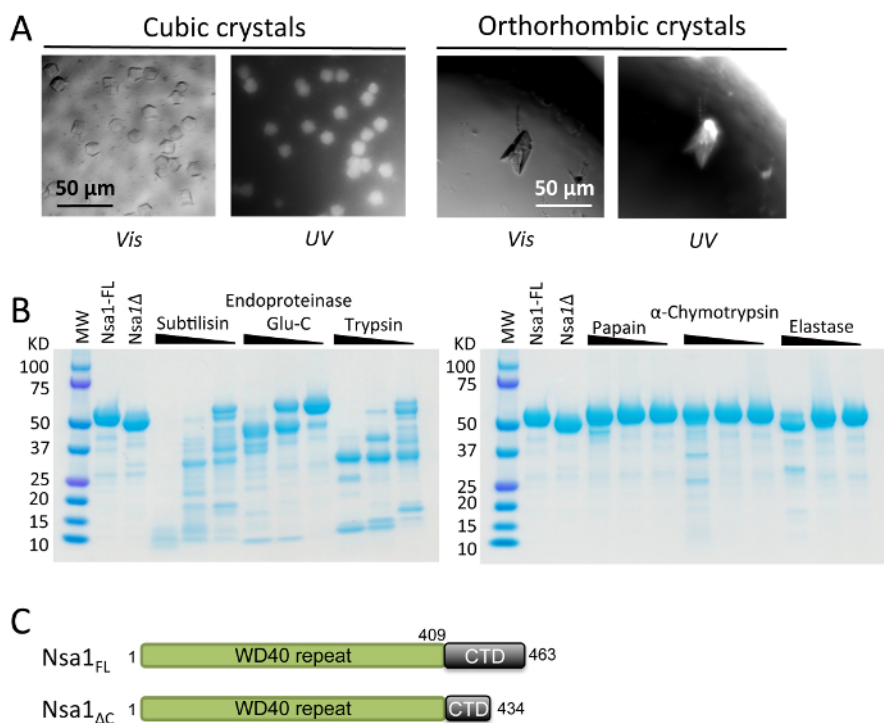 A
Cubic crystals
Orthorhombic crystals
50 µm
50 µm
Vis
UV
Vis
UV
B
MW
Nsa1-FL
Nsa1Δ
Endoproteinase
Subtilisin
Glu-C
Trypsin
KD
100
75
50
37
25
20
15
10
MW
Nsa1-FL
Nsa1Δ
α-Chymotrypsin
Papain
Elastase
KD
100
75
50
37
25
20
15
10
C
409
Nsa1FL 1 WD40 repeat CTD 463
Nsa1ΔC 1 WD40 repeat CTD 434